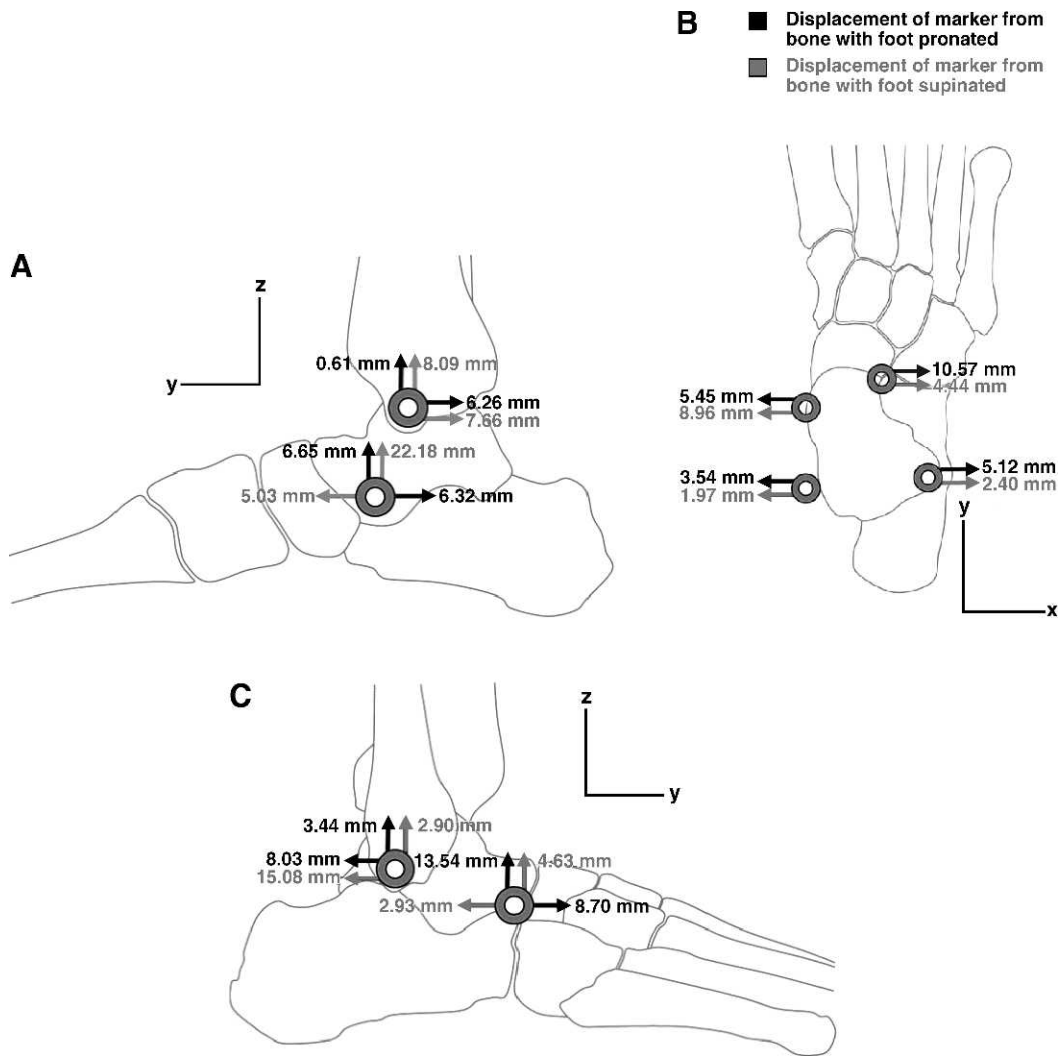 B
Displacement of marker from
bone with foot pronated
Displacement of marker from
bone with foot supinated
A
z
y
0.61 mm
8.09 mm
6.26 mm
7.66 mm
6.65 mm
22.18 mm
5.03 mm
6.32 mm
10.57 mm
4.44 mm
5.45 mm
8.96 mm
3.54 mm
1.97 mm
5.12 mm
2.40 mm
y
x
C
z
y
3.44 mm
2.90 mm
8.03 mm
15.08 mm
13.54 mm
4.63 mm
2.93 mm
8.70 mm